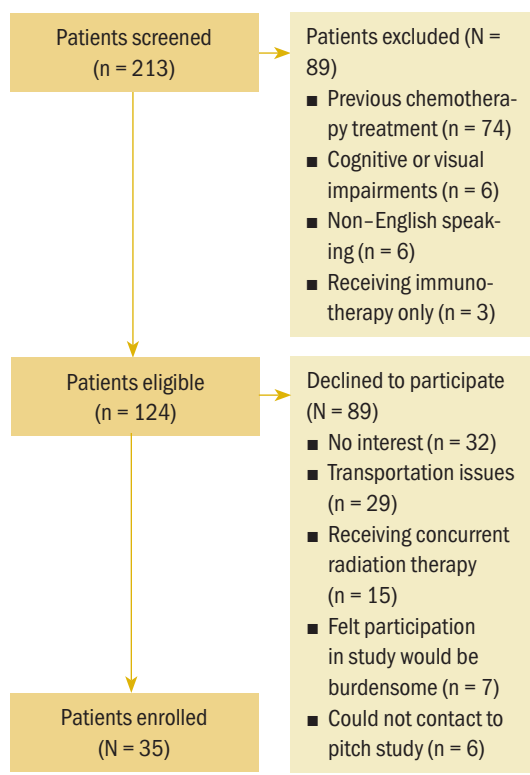 Patients screened
(n = 213)
Patients excluded (N =
89)
■ Previous chemothera-
py treatment (n = 74)
■ Cognitive or visual
impairments (n = 6)
■ Non–English speak-
ing (n = 6)
■ Receiving immuno-
therapy only (n = 3)
Patients eligible
(n = 124)
Declined to participate
(N = 89)
■ No interest (n = 32)
■ Transportation issues
(n = 29)
■ Receiving concurrent
radiation therapy
(n = 15)
■ Felt participation
in study would be
burdensome (n = 7)
■ Could not contact to
pitch study (n = 6)
Patients enrolled
(N = 35)